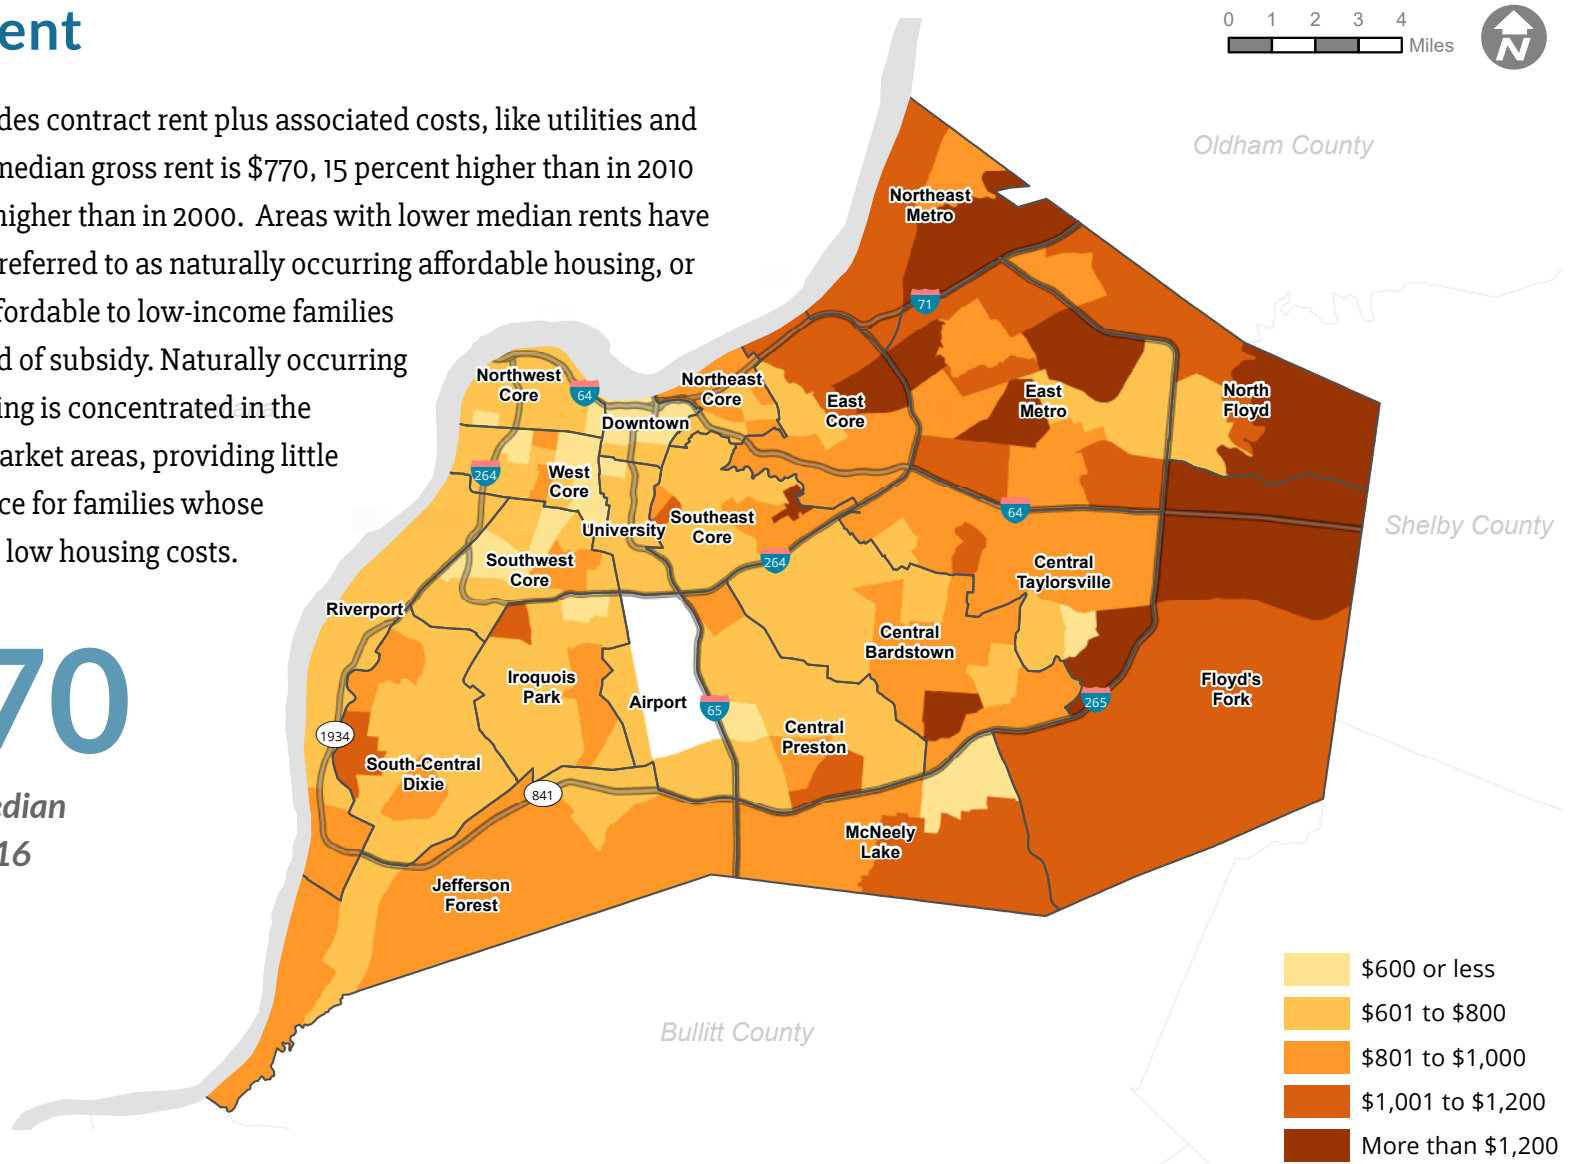 ent
des contract rent plus associated costs, like utilities and
median gross rent is $770, 15 percent higher than in 2010
higher than in 2000. Areas with lower median rents have
referred to as naturally occurring affordable housing, or
fordable to low-income families
d of subsidy. Naturally occurring
ing is concentrated in the
arket areas, providing little
ce for families whose
low housing costs.
70
edian
16
0 1 2 3 4
Miles
N
Oldham County
Shelby County
Bullitt County
Northeast
Metro
71
Northwest
Core
64
Northeast
Core
Downtown
East
Core
East
Metro
North
Floyd
264
West
Core
University
Southeast
Core
64
264
Southwest
Core
Central
Taylorsville
Riverport
Central
Bardstown
Iroquois
Park
Airport
65
265
Floyd's
Fork
1934
South-Central
Dixie
Central
Preston
841
McNeely
Lake
Jefferson
Forest
$600 or less
$601 to $800
$801 to $1,000
$1,001 to $1,200
More than $1,200